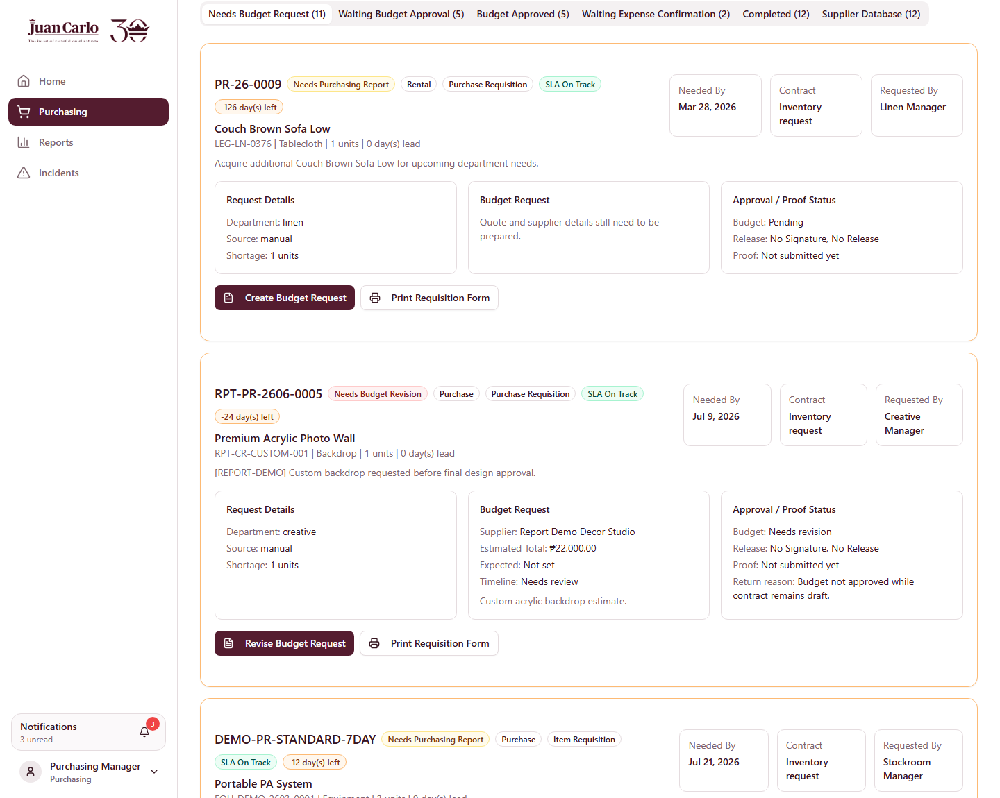 Juan Carlo 30
Home
Purchasing
Reports
Incidents
Notifications
3 unread
3
Purchasing Manager
Purchasing
Needs Budget Request (11)
Waiting Budget Approval (5)
Budget Approved (5)
Waiting Expense Confirmation (2)
Completed (12)
Supplier Database (12)
PR-26-0009
Needs Purchasing Report
Rental
Purchase Requisition
SLA On Track
-126 day(s) left
Couch Brown Sofa Low
LEG-LN-0376 | Tablecloth | 1 units | 0 day(s) lead
Acquire additional Couch Brown Sofa Low for upcoming department needs.
Needed By
Mar 28, 2026
Contract
Inventory
request
Requested By
Linen Manager
Request Details
Department: linen
Source: manual
Shortage: 1 units
Budget Request
Quote and supplier details still need to be
prepared.
Approval / Proof Status
Budget: Pending
Release: No Signature, No Release
Proof: Not submitted yet
Create Budget Request
Print Requisition Form
RPT-PR-2606-0005
Needs Budget Revision
Purchase
Purchase Requisition
SLA On Track
-24 day(s) left
Premium Acrylic Photo Wall
RPT-CR-CUSTOM-001 | Backdrop | 1 units | 0 day(s) lead
[REPORT-DEMO] Custom backdrop requested before final design approval.
Needed By
Jul 9, 2026
Contract
Inventory
request
Requested By
Creative
Manager
Request Details
Department: creative
Source: manual
Shortage: 1 units
Budget Request
Supplier: Report Demo Decor Studio
Estimated Total: ₱22,000.00
Expected: Not set
Timeline: Needs review
Custom acrylic backdrop estimate.
Approval / Proof Status
Budget: Needs revision
Release: No Signature, No Release
Proof: Not submitted yet
Return reason: Budget not approved while
contract remains draft.
Revise Budget Request
Print Requisition Form
DEMO-PR-STANDARD-7DAY
Needs Purchasing Report
Purchase
Item Requisition
SLA On Track
-12 day(s) left
Portable PA System
Needed By
Jul 21, 2026
Contract
Inventory
request
Requested By
Stockroom
Manager